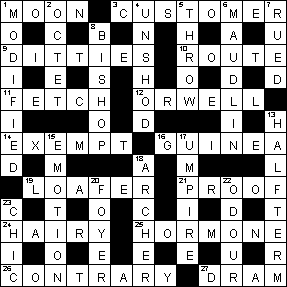 1 M O 2 O N 3 C 4 U S 5 T O 6 M E 7 R
O C 8 B N H A U
9 D I T T I E S 10 R O U T E
I E S H O D D
11 F E T C H 12 O R W E L L
I O D I 13 H
14 E X 15 E M P T 16 G 17 U I N E A
D M 18 A M L
19 L O A 20 F E R 21 P R 22 O O F
23 C T O C I D T
24 H A I R Y 25 H O R M O N E
I O E E E U R
26 C O N T R A R Y 27 D R A M